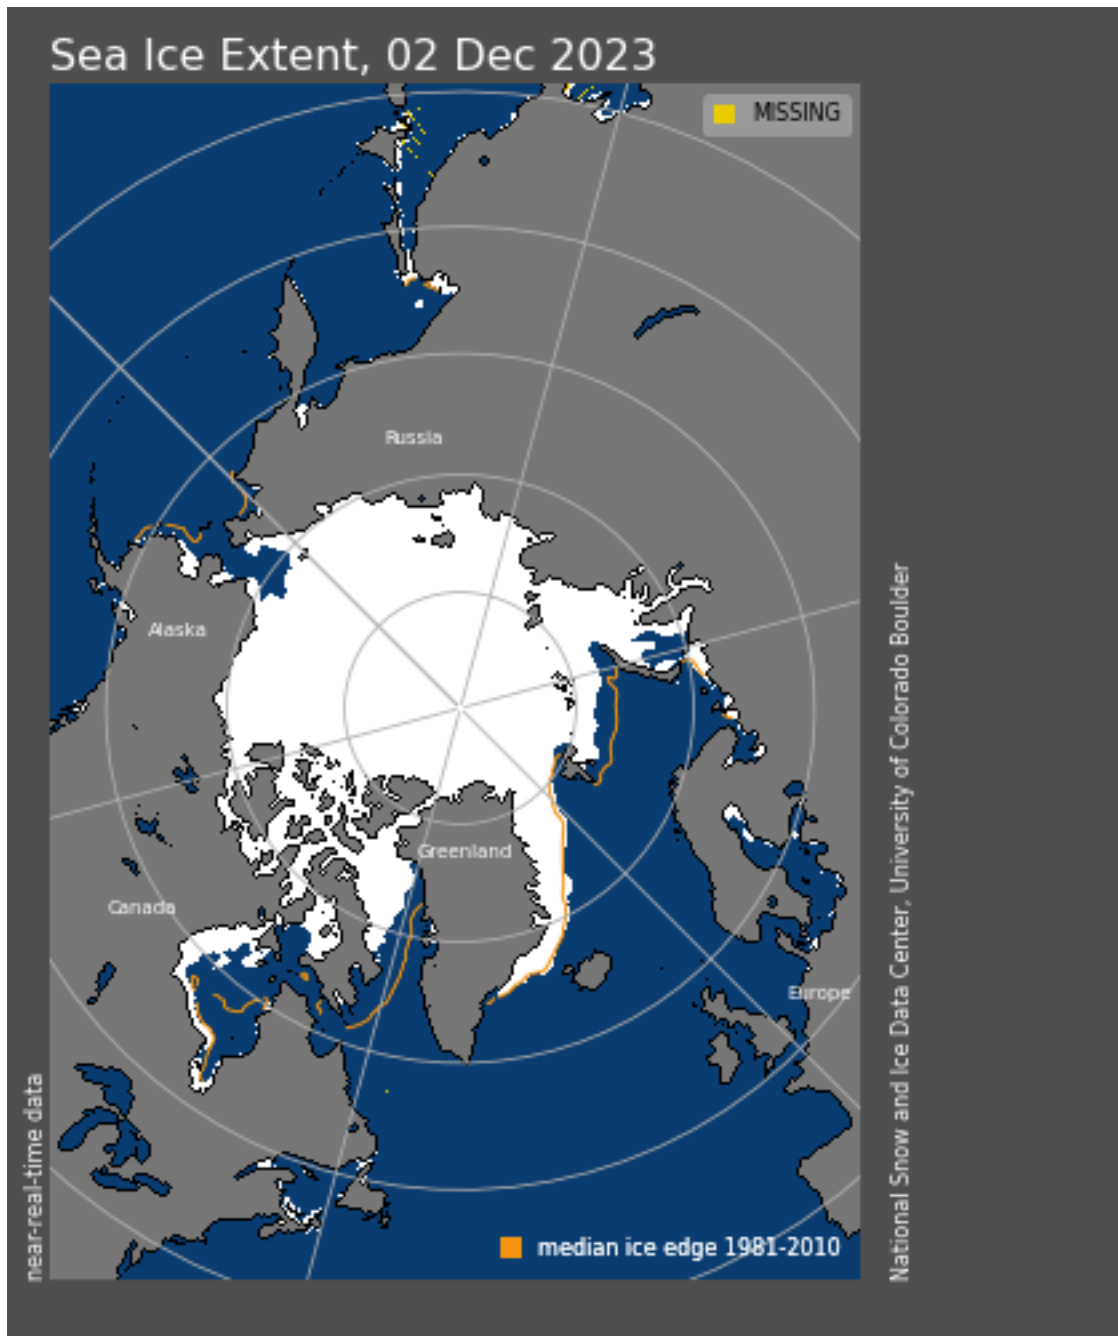 Sea Ice Extent, 02 Dec 2023
MISSING
Russia
Alaska
Greenland
Canada
Europe
near-real-time data
median ice edge 1981-2010
National Snow and Ice Data Center, University of Colorado Boulder